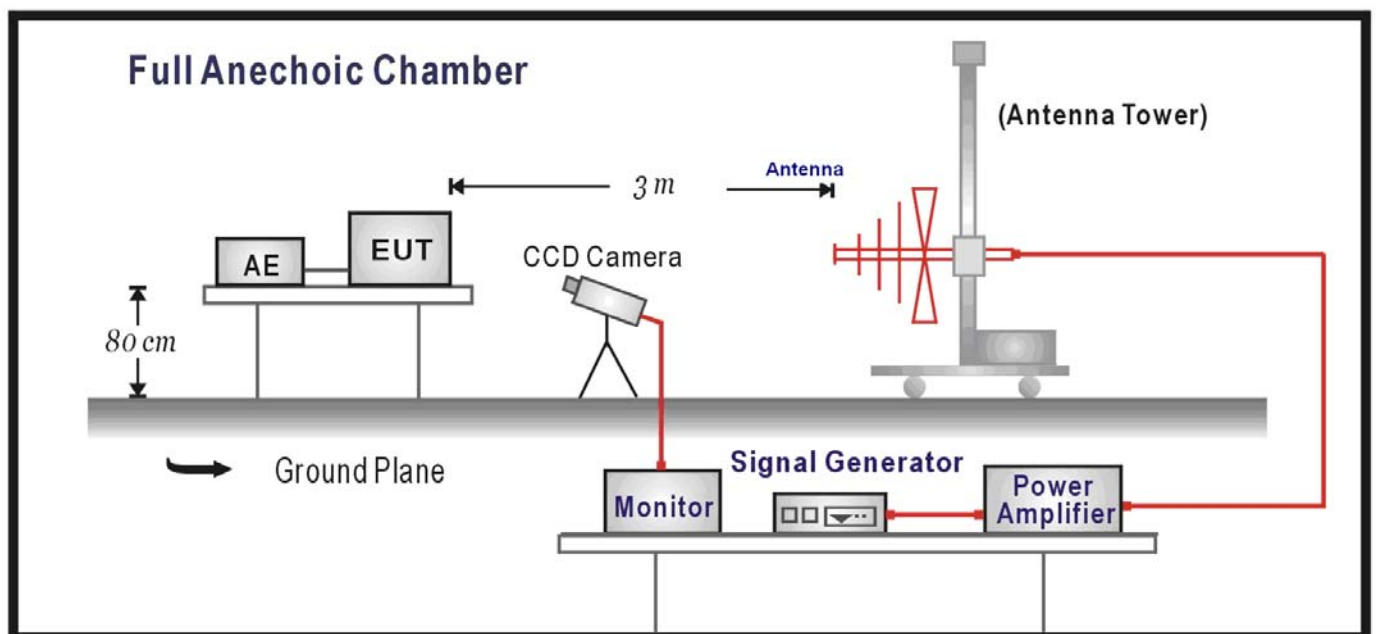 Full Anechoic Chamber
(Antenna Tower)
Antenna
3 m
AE
EUT
CCD Camera
80 cm
Ground Plane
Signal Generator
Monitor
Power
Amplifier